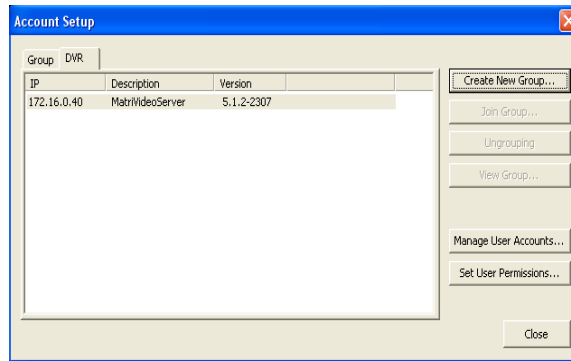 Account Setup
Group DVR
IP Description Version
172.16.0.40 MatriVideoServer 5.1.2-2307
Create New Group...
Join Group...
Ungrouping
View Group...
Manage User Accounts...
Set User Permissions...
Close